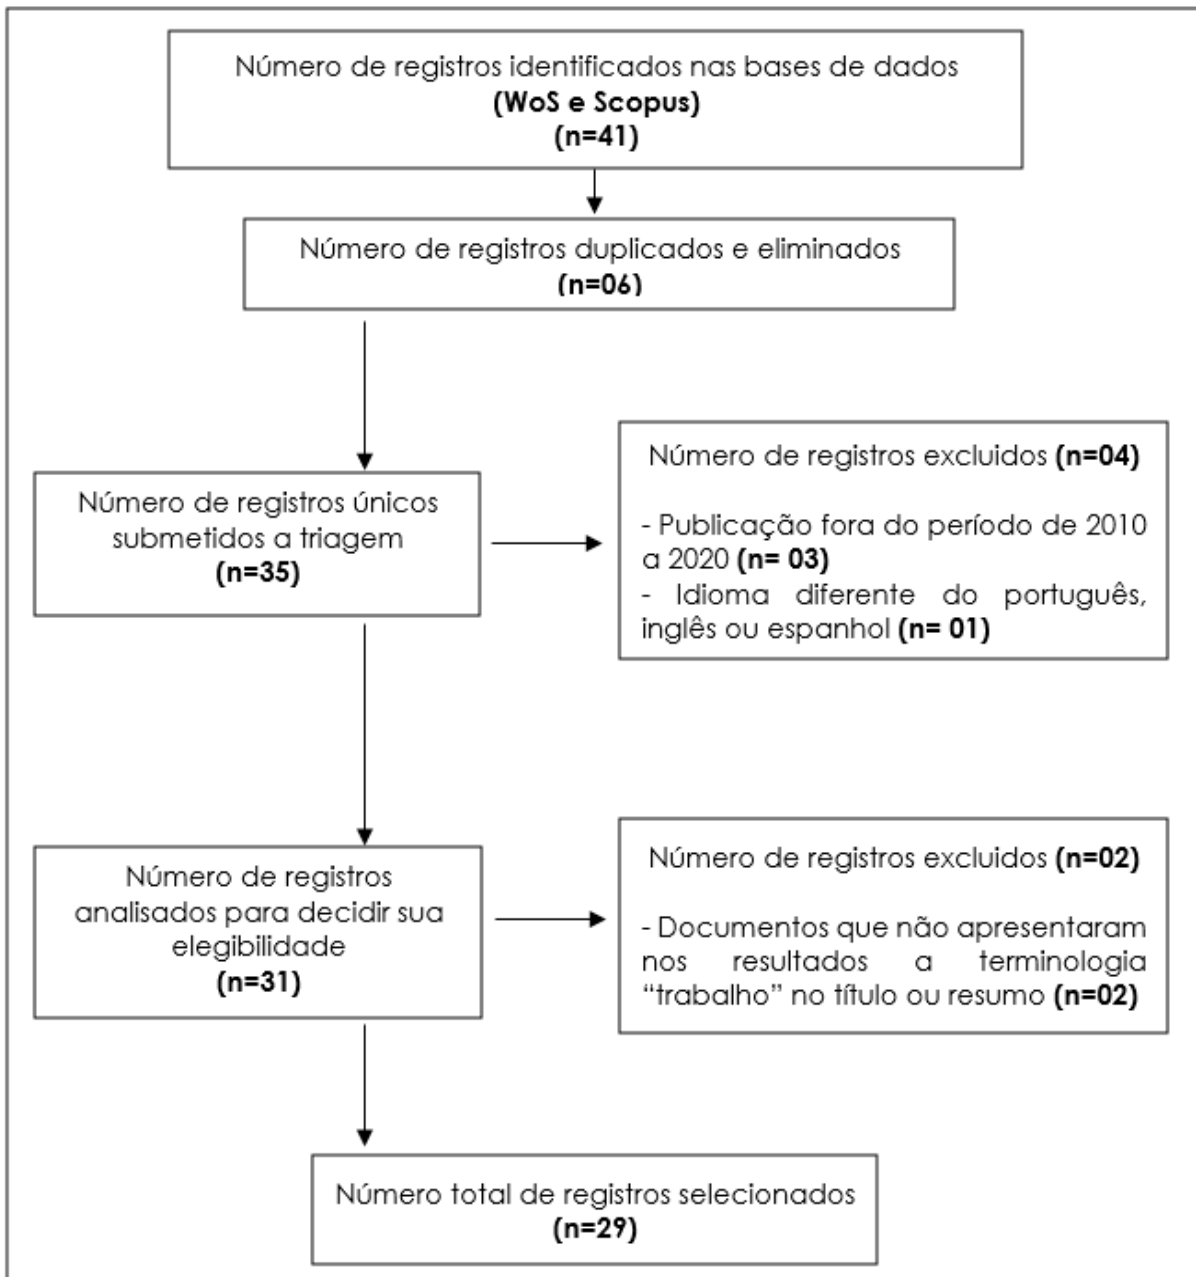 Número de registros identificados nas bases de dados
(WoS e Scopus)
(n=41)
Número de registros duplicados e eliminados
(n=06)
Número de registros únicos
submetidos a triagem
(n=35)
Número de registros excluidos (n=04)
- Publicação fora do período de 2010
a 2020 (n= 03)
- Idioma diferente do português,
inglês ou espanhol (n= 01)
Número de registros
analisados para decidir sua
elegibilidade
(n=31)
Número de registros excluidos (n=02)
- Documentos que não apresentaram
nos resultados a terminologia
“trabalho” no título ou resumo (n=02)
Número total de registros selecionados
(n=29)